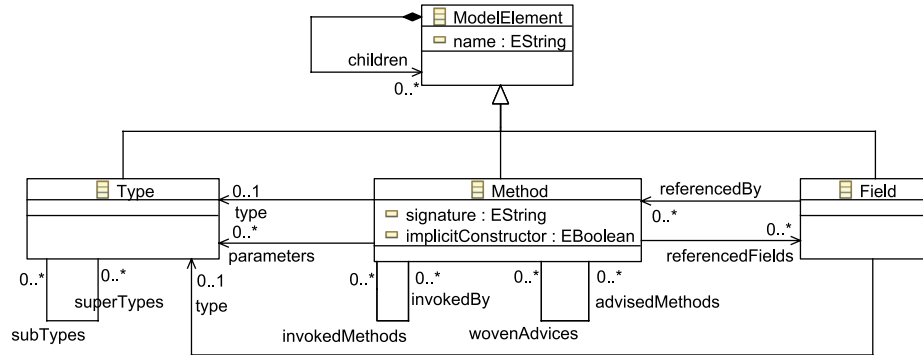 ModelElement
name : EString
children
0..*
Type
Method
Field
0..1
type
0..*
parameters
signature : EString
implicitConstructor : EBoolean
referencedBy
0..*
0..*
referencedFields
0..*
0..*
superTypes
subTypes
0..1
type
0..*
0..*
invokedBy
invokedMethods
0..*
0..*
advisedMethods
wovenAdvices